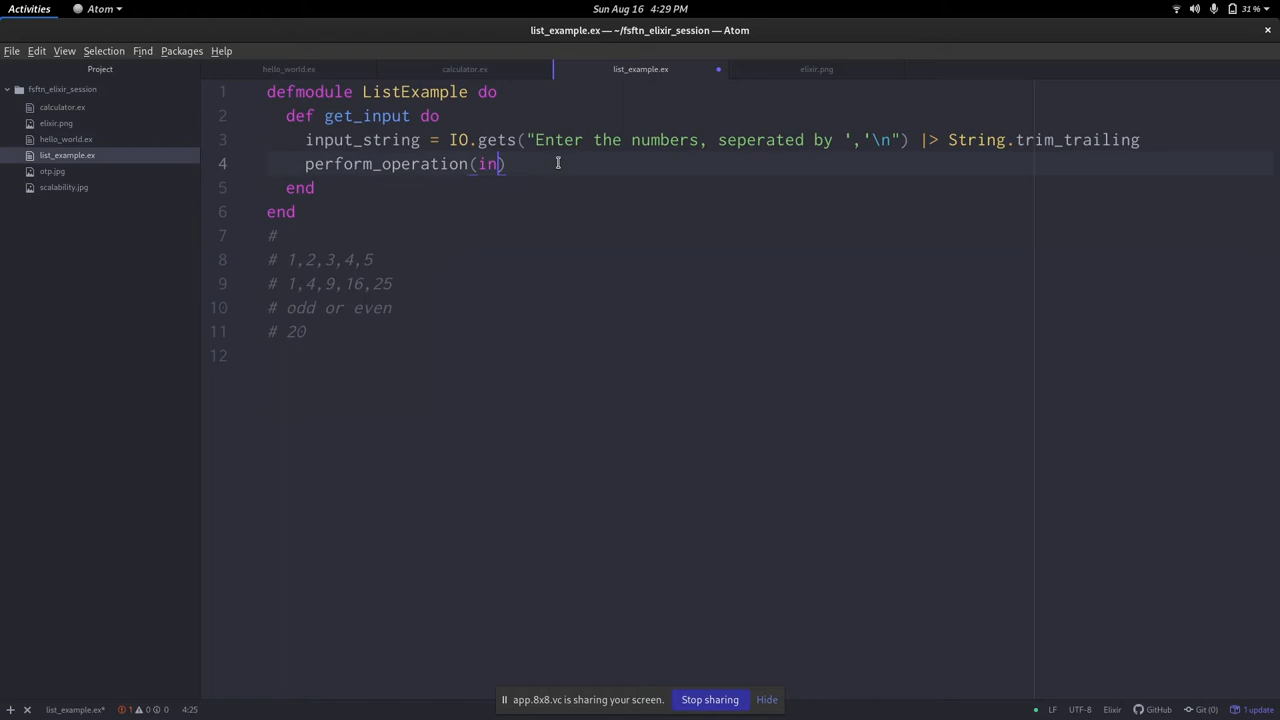 Activities
Atom
Sun Aug 16 4:29 PM
31 %
list_example.ex — ~/fsftn_elixir_session — Atom
File Edit View Selection Find Packages Help
Project
hello_world.ex
calculator.ex
list_example.ex
elixir.png
fsftn_elixir_session
calculator.ex
elixir.png
hello_world.ex
list_example.ex
otp.jpg
scalability.jpg
1 defmodule ListExample do
2 def get_input do
3 input_string = IO.gets("Enter the numbers, seperated by ','\n") |> String.trim_trailing
4 perform_operation(in)
5 end
6 end
7 #
8 # 1,2,3,4,5
9 # 1,4,9,16,25
10 # odd or even
11 # 20
12
app.8x8.vc is sharing your screen.
Stop sharing
Hide
list_example.ex*
1 0 0
4:25
LF UTF-8 Elixir GitHub Git (0) 1 update